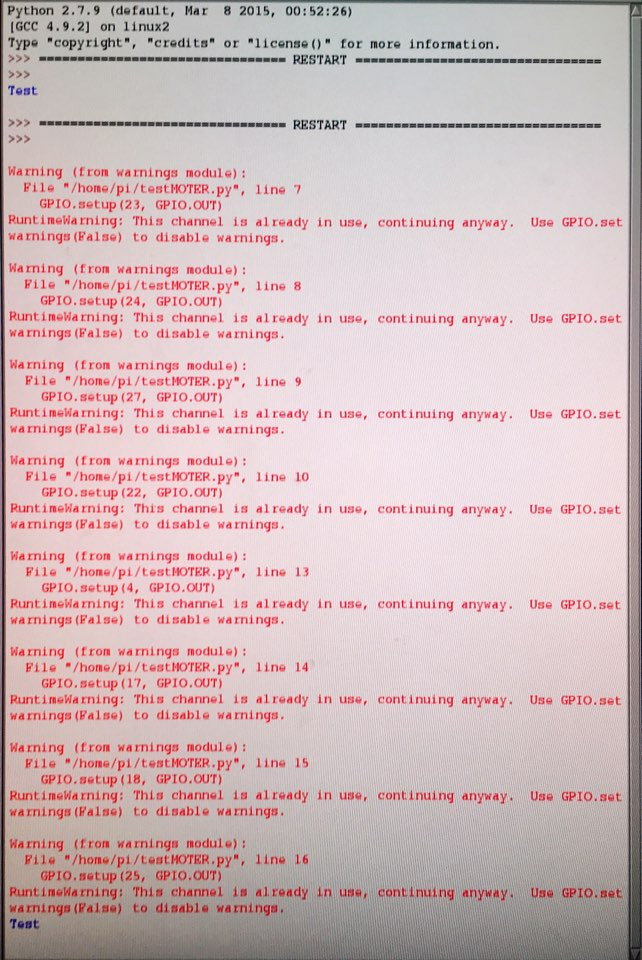 Python 2.7.9 (default, Mar  8 2015, 00:52:26)
[GCC 4.9.2] on linux2
Type "copyright", "credits" or "license()" for more information.
>>> ================================ RESTART ================================
>>>
Test

>>> ================================ RESTART ================================
>>>

Warning (from warnings module):
  File "/home/pi/testMOTER.py", line 7
    GPIO.setup(23, GPIO.OUT)
RuntimeWarning: This channel is already in use, continuing anyway.  Use GPIO.set
warnings(False) to disable warnings.

Warning (from warnings module):
  File "/home/pi/testMOTER.py", line 8
    GPIO.setup(24, GPIO.OUT)
RuntimeWarning: This channel is already in use, continuing anyway.  Use GPIO.set
warnings(False) to disable warnings.

Warning (from warnings module):
  File "/home/pi/testMOTER.py", line 9
    GPIO.setup(27, GPIO.OUT)
RuntimeWarning: This channel is already in use, continuing anyway.  Use GPIO.set
warnings(False) to disable warnings.

Warning (from warnings module):
  File "/home/pi/testMOTER.py", line 10
    GPIO.setup(22, GPIO.OUT)
RuntimeWarning: This channel is already in use, continuing anyway.  Use GPIO.set
warnings(False) to disable warnings.

Warning (from warnings module):
  File "/home/pi/testMOTER.py", line 13
    GPIO.setup(4, GPIO.OUT)
RuntimeWarning: This channel is already in use, continuing anyway.  Use GPIO.set
warnings(False) to disable warnings.

Warning (from warnings module):
  File "/home/pi/testMOTER.py", line 14
    GPIO.setup(17, GPIO.OUT)
RuntimeWarning: This channel is already in use, continuing anyway.  Use GPIO.set
warnings(False) to disable warnings.

Warning (from warnings module):
  File "/home/pi/testMOTER.py", line 15
    GPIO.setup(18, GPIO.OUT)
RuntimeWarning: This channel is already in use, continuing anyway.  Use GPIO.set
warnings(False) to disable warnings.

Warning (from warnings module):
  File "/home/pi/testMOTER.py", line 16
    GPIO.setup(25, GPIO.OUT)
RuntimeWarning: This channel is already in use, continuing anyway.  Use GPIO.set
warnings(False) to disable warnings.
Test